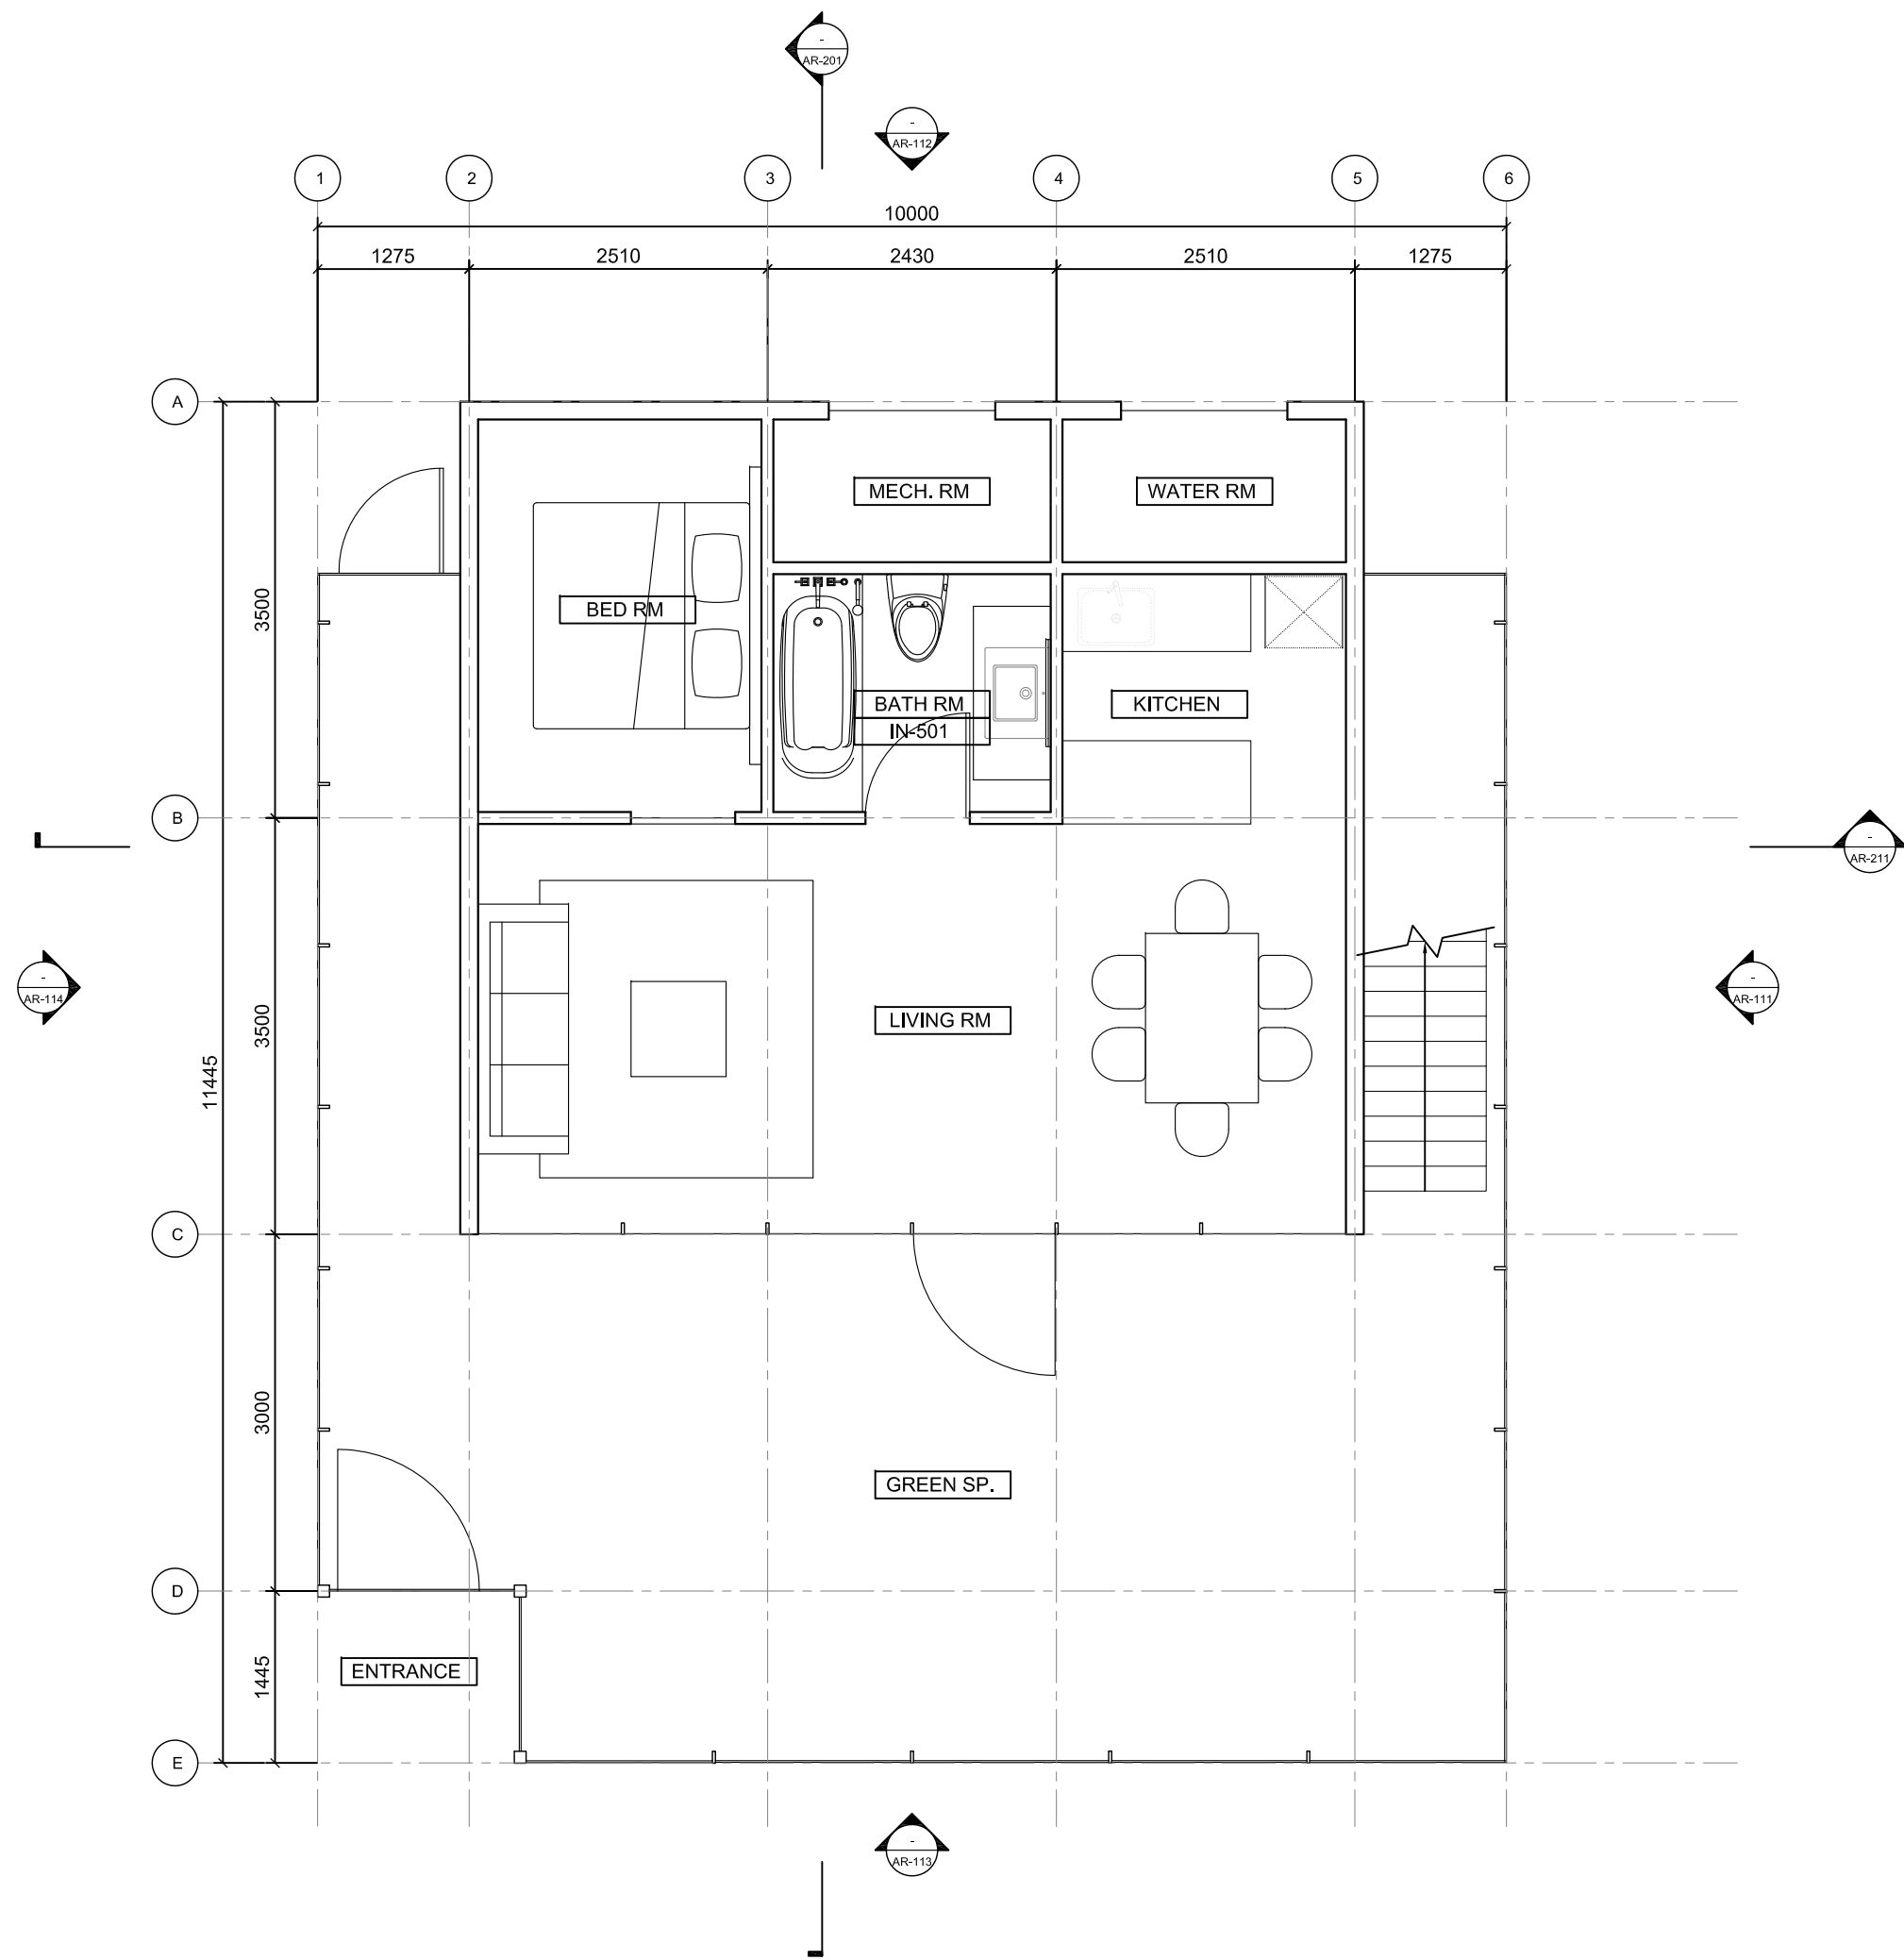 -
AR-201
-
AR-112
1
2
3
4
5
6
10000
1275
2510
2430
2510
1275
A
MECH. RM
WATER RM
3500
BED RM
BATH RM
IN-501
KITCHEN
B
-
AR-211
-
AR-114
-
AR-111
3500
LIVING RM
11445
C
3000
GREEN SP.
D
1445
ENTRANCE
E
-
AR-113